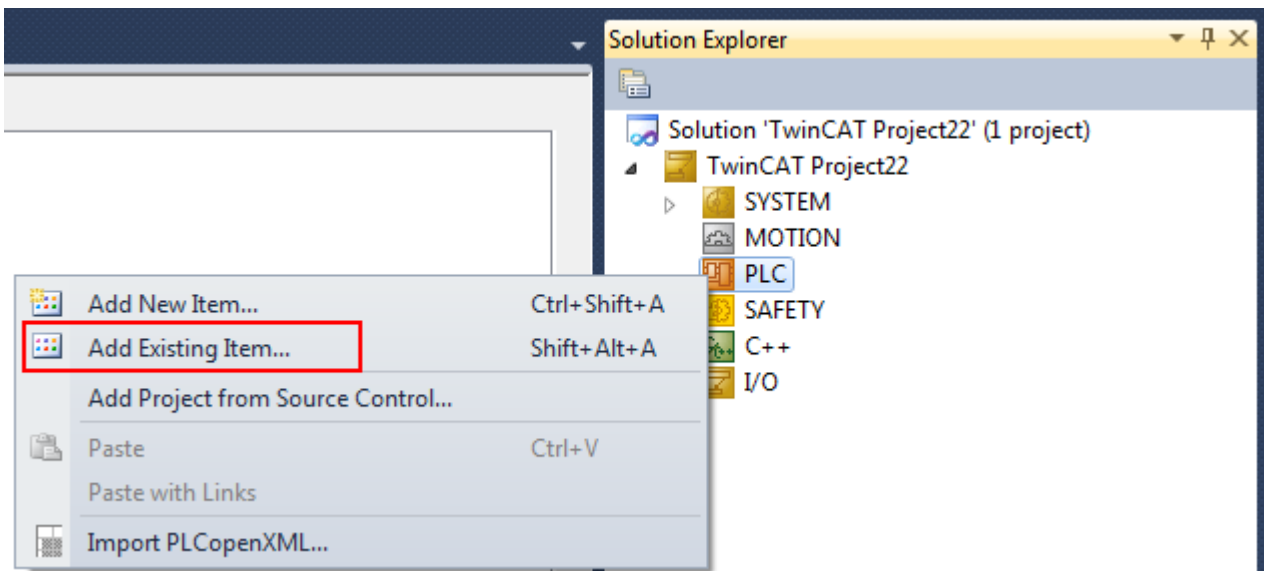 Solution Explorer
Solution 'TwinCAT Project22' (1 project)
TwinCAT Project22
SYSTEM
MOTION
PLC
SAFETY
C++
I/O
Add New Item... Ctrl+Shift+A
Add Existing Item... Shift+Alt+A
Add Project from Source Control...
Paste Ctrl+V
Paste with Links
Import PLCopenXML...